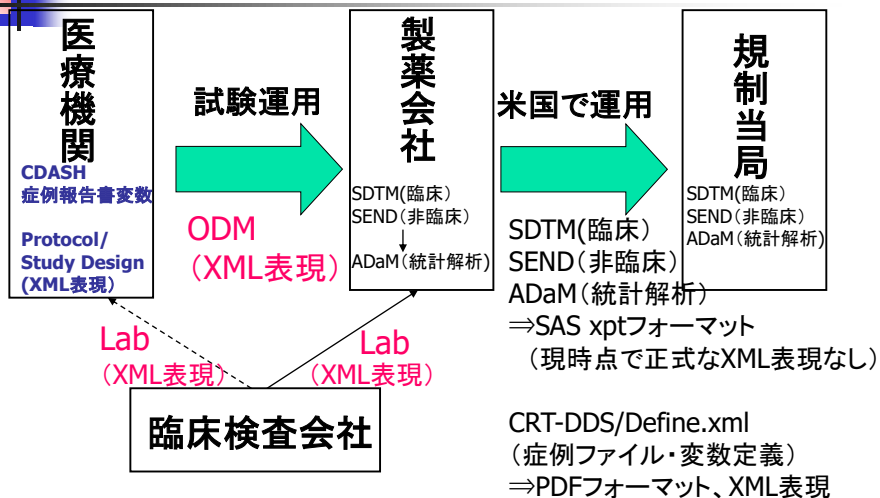 医療機関
CDASH
症例報告書変数
Protocol/
Study Design
(XML表現)
試験運用
ODM
（XML表現）
製薬会社
SDTM(臨床）
SEND（非臨床）
ADaM（統計解析)
米国で運用
SDTM(臨床）
SEND（非臨床）
ADaM（統計解析）
⇒SAS xptフォーマット
（現時点で正式なXML表現なし）
CRT-DDS/Define.xml
（症例ファイル・変数定義）
⇒PDFフォーマット、XML表現
規制当局
SDTM(臨床）
SEND（非臨床）
ADaM（統計解析)
Lab
（XML表現）
Lab
（XML表現）
臨床検査会社